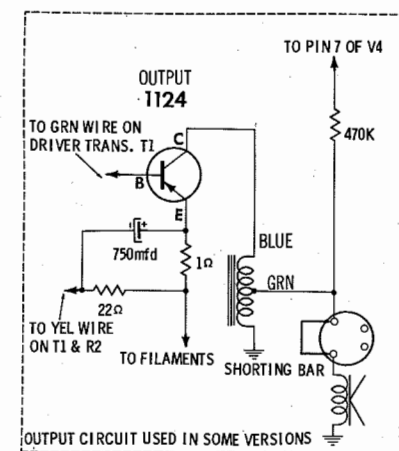 TO PIN 7 OF V4
OUTPUT
1124
470K
TO GRN WIRE ON
DRIVER TRANS. T1
C
B
E
- +
750mfd
1Ω
BLUE
GRN
22Ω
TO YEL WIRE
ON T1 & R2
TO FILAMENTS
SHORTING BAR
OUTPUT CIRCUIT USED IN SOME VERSIONS